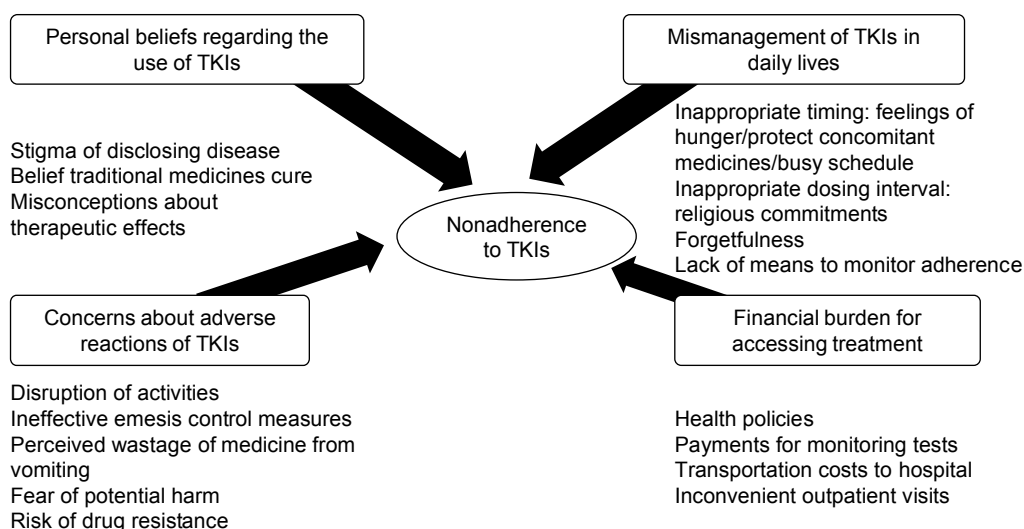 Personal beliefs regarding the
use of TKIs
Stigma of disclosing disease
Belief traditional medicines cure
Misconceptions about
therapeutic effects
Mismanagement of TKIs in
daily lives
Inappropriate timing: feelings of
hunger/protect concomitant
medicines/busy schedule
Inappropriate dosing interval:
religious commitments
Forgetfulness
Lack of means to monitor adherence
Nonadherence
to TKIs
Concerns about adverse
reactions of TKIs
Disruption of activities
Ineffective emesis control measures
Perceived wastage of medicine from
vomiting
Fear of potential harm
Risk of drug resistance
Financial burden for
accessing treatment
Health policies
Payments for monitoring tests
Transportation costs to hospital
Inconvenient outpatient visits